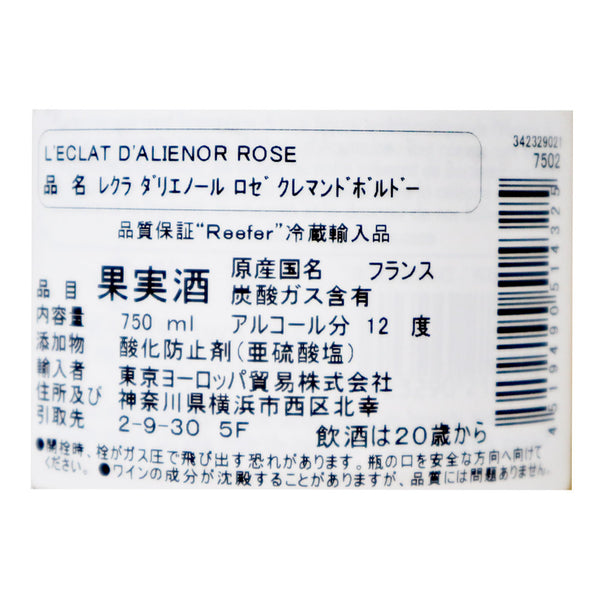 342329021
7502
L'ECLAT D'ALIENOR ROSE
品 名 レクラ ダリエノール ロゼ クレマンドボルドー
品質保証“Reefer”冷蔵輸入品
品目 果実酒 原産国名 フランス
炭酸ガス含有
内容量 750 ml アルコール分 12 度
添加物 酸化防止剤(亜硫酸塩)
輸入者 東京ヨーロッパ貿易株式会社
住所及び 神奈川県横浜市西区北幸
引取先 2-9-30 5F 飲酒は20歳から
●開栓時、栓がガス圧で飛び出す恐れがあります。瓶の口を安全な方向へ向けて
ください。●ワインの成分が沈殿することがありますが、品質には問題ありません。
4519490514325